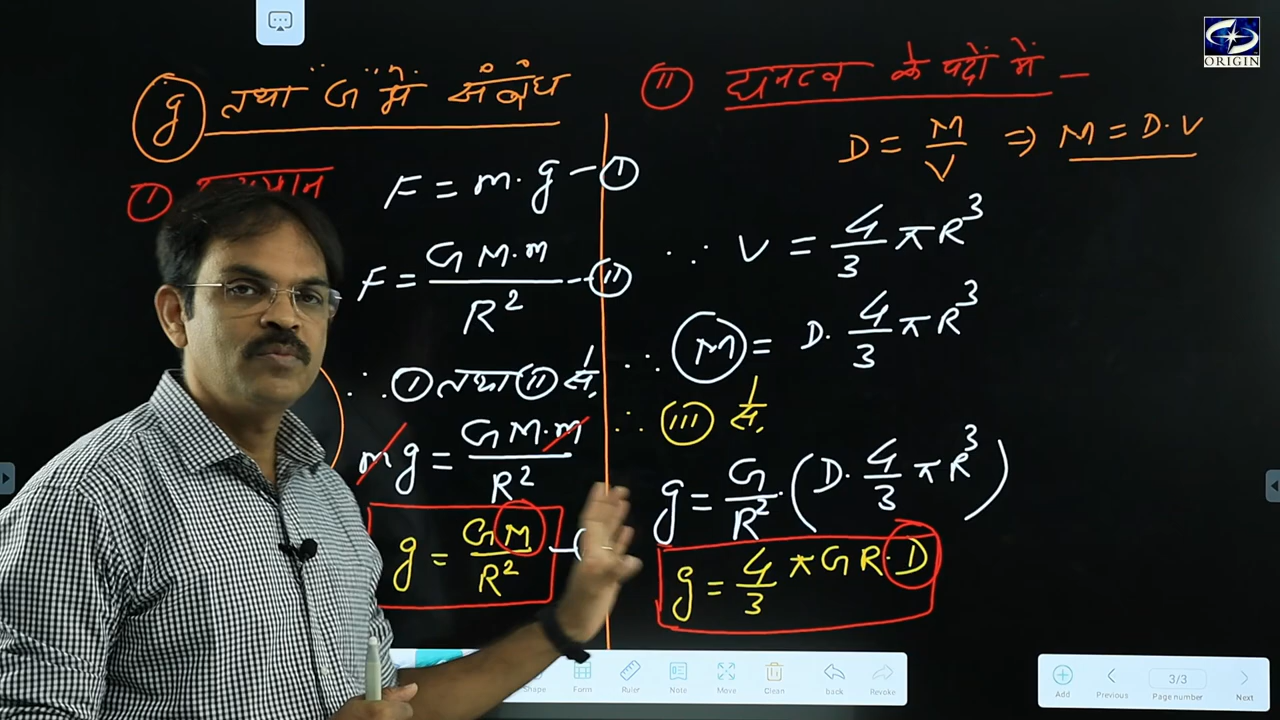 g तथा G में संबंध
I
F = m·g - I
F = GM·m / R² - II
∴ I तथा II से,
mg = GM·m / R²
g = GM / R²
II घनत्व के पदों में -
D = M / V ⇒ M = D·V
∵ V = 4/3 πR³
∴ M = D· 4/3 πR³
∴ III से,
g = G / R² · (D· 4/3 πR³)
g = 4/3 πGR·D
ORIGIN
Shape
Form
Ruler
Note
Move
Clean
back
Revoke
Add
Previous
3/3
Page number
Next